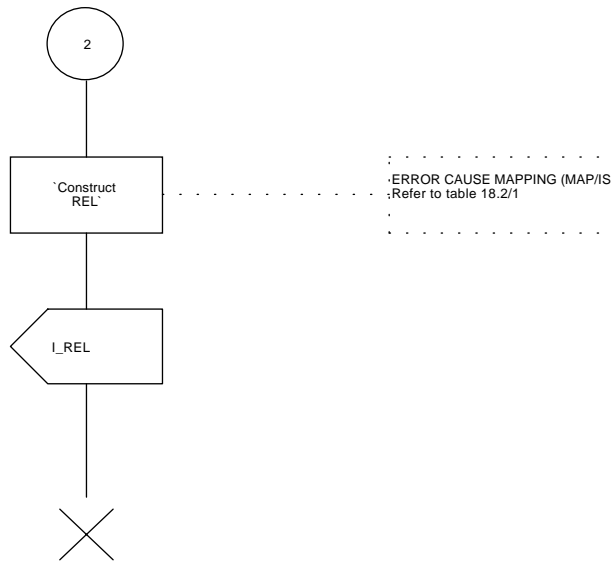 2
`Construct
REL`
ERROR CAUSE MAPPING (MAP/IS
Refer to table 18.2/1
I_REL